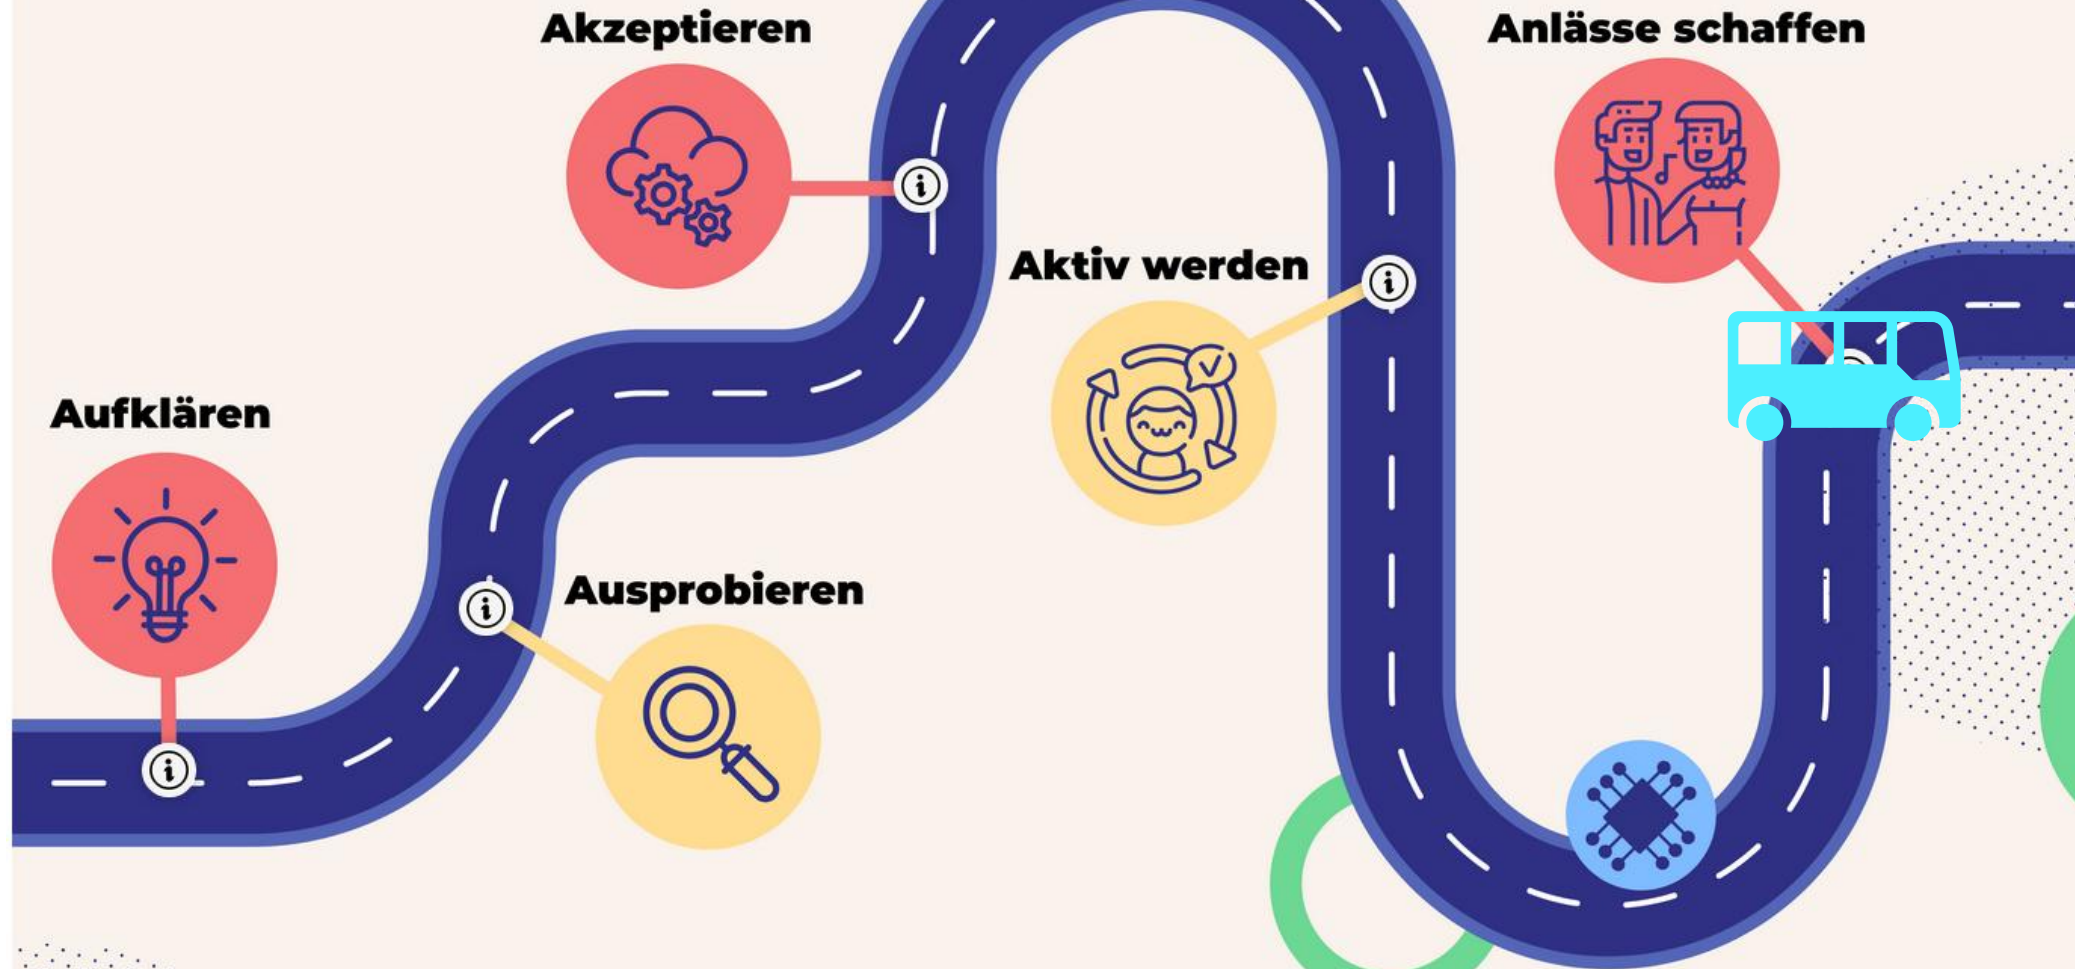 Akzeptieren
Anlässe schaffen
Aktiv werden
Aufklären
Ausprobieren